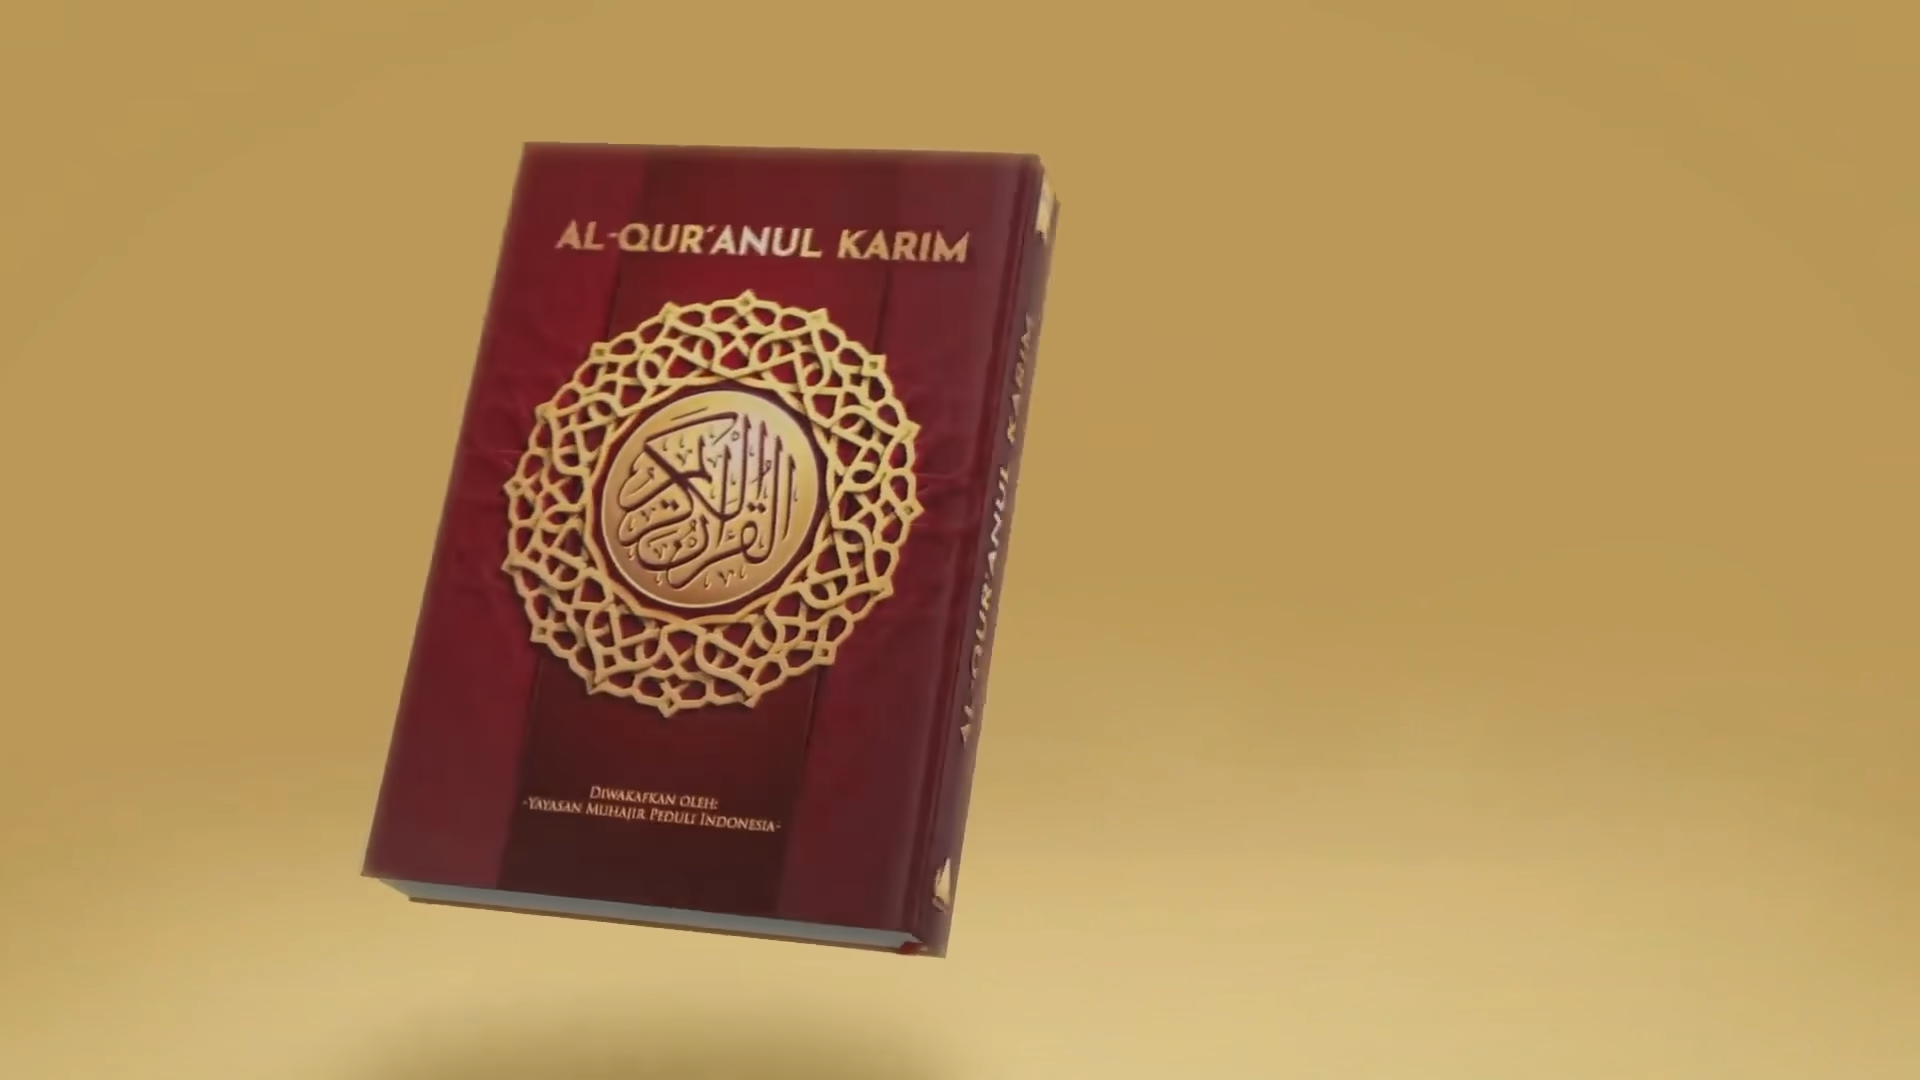 AL-QUR'ANUL KARIM
القرآن الكريم
DIWAKAFKAN OLEH:
-YAYASAN MUHAJIR PEDULI INDONESIA-
AL-QUR'ANUL KARIM